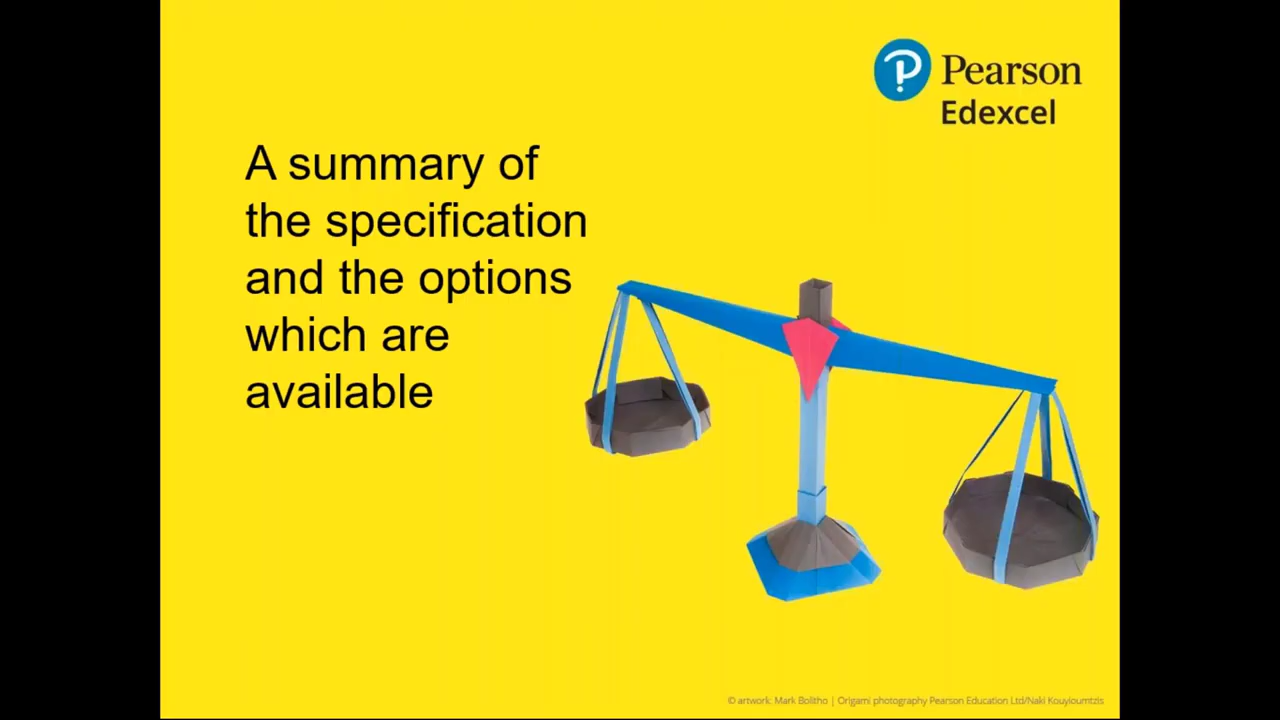 Pearson
Edexcel
A summary of
the specification
and the options
which are
available
© artwork: Mark Bolitho | Origami photography Pearson Education Ltd/Naki Kouyioumtzis